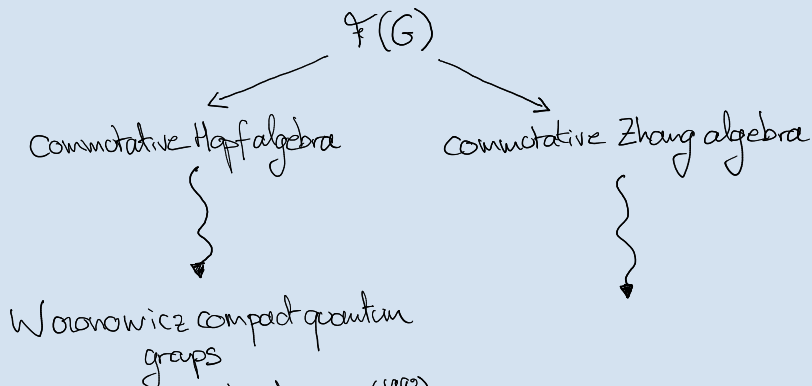 F(G)
Commutative Hopf algebra
commutative Zhang algebra
Woronowicz compact quantum
groups